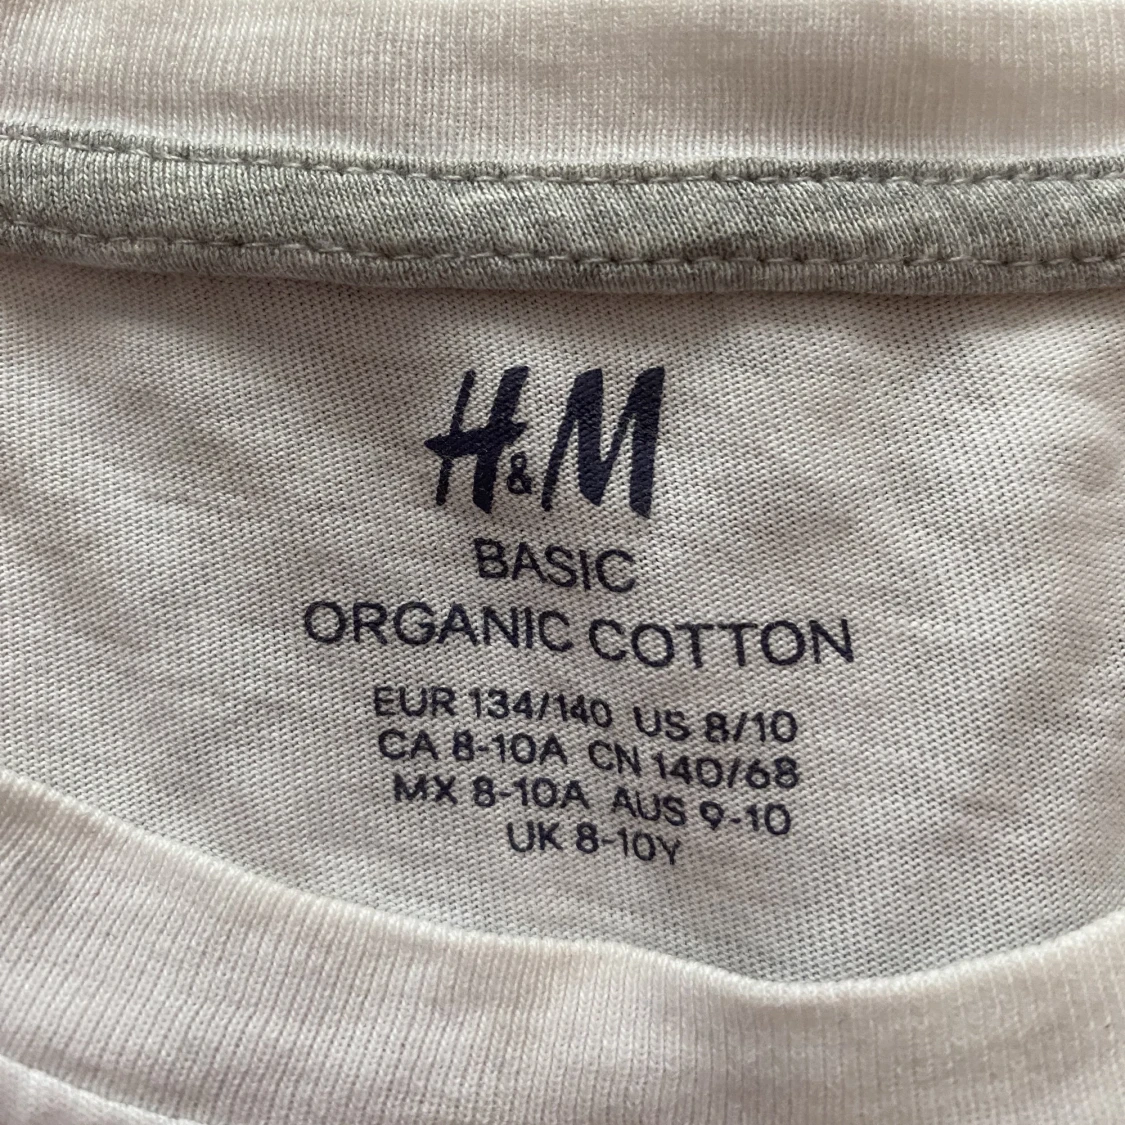 H&M
BASIC
ORGANIC COTTON
EUR 134/140 US 8/10
CA 8-10A CN 140/68
MX 8-10A AUS 9-10
UK 8-10Y